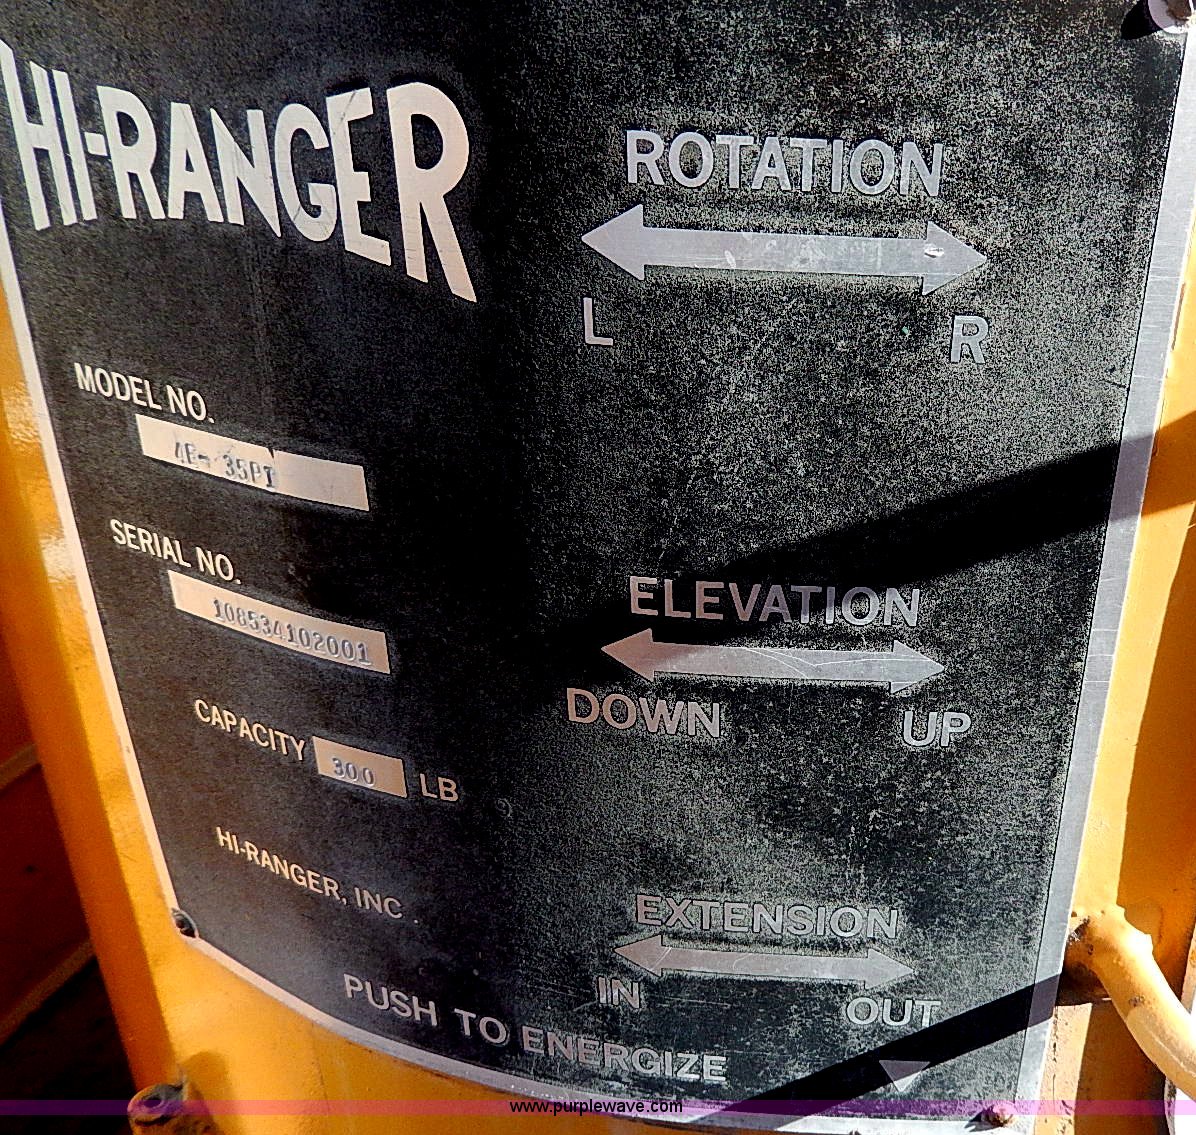 HI-RANGER
MODEL NO.
4E- 35PI
SERIAL NO.
108534102001
CAPACITY 300 LB
HI-RANGER, INC.
PUSH TO ENERGIZE
ROTATION
L R
ELEVATION
DOWN UP
EXTENSION
IN OUT
www.purplewave.com